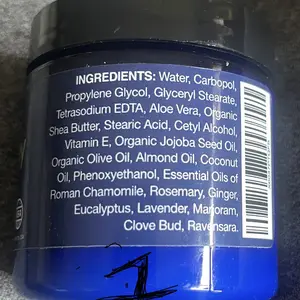 INGREDIENTS: Water, Carbopol,
Propylene Glycol, Glyceryl Stearate,
Tetrasodium EDTA, Aloe Vera, Organic
Shea Butter, Stearic Acid, Cetyl Alcohol,
Vitamin E, Organic Jojoba Seed Oil,
Organic Olive Oil, Almond Oil, Coconut
Oil, Phenoxyethanol, Essential Oils of
Roman Chamomile, Rosemary, Ginger,
Eucalyptus, Lavender, Marjoram,
Clove Bud, Ravensara.